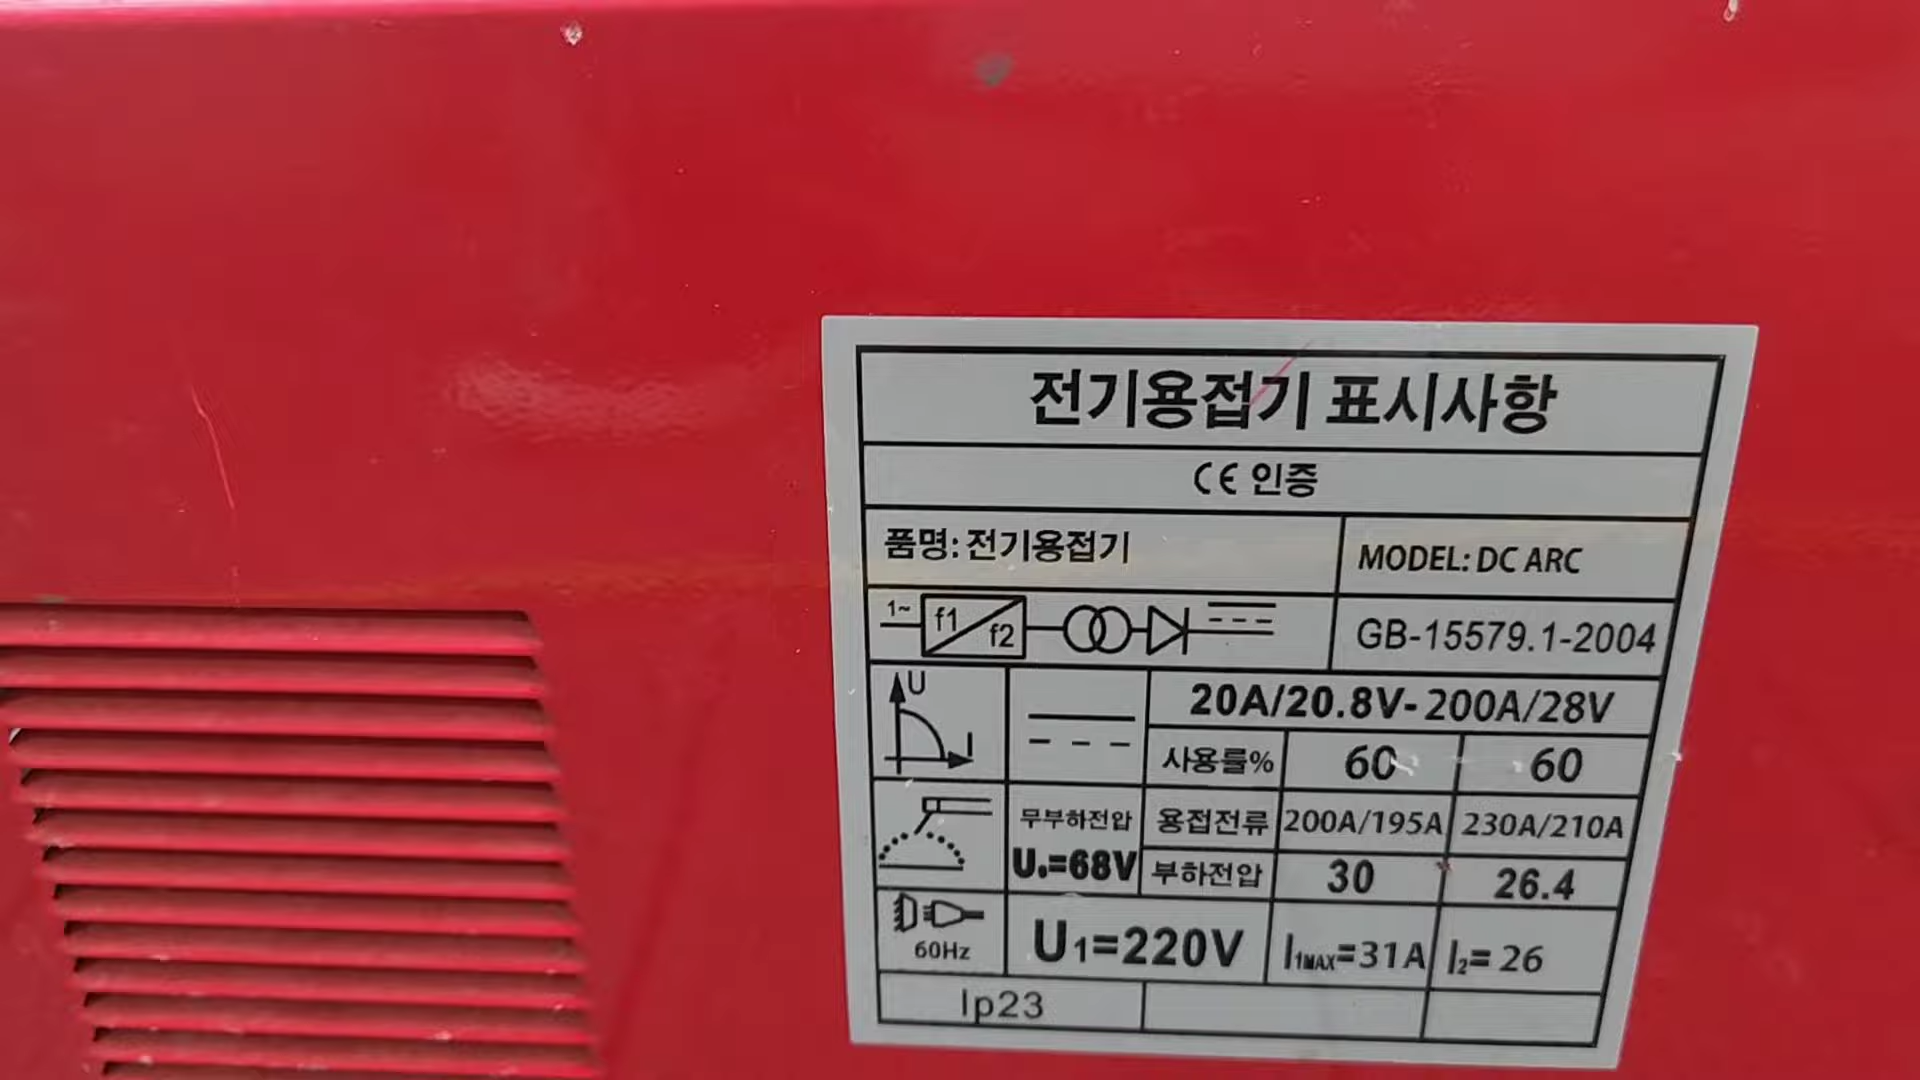 전기용접기 표시사항
CE 인증
품명: 전기용접기 MODEL: DC ARC
1~ f1 f2 GB-15579.1-2004
U I 20A/20.8V-200A/28V
사용률% 60 60
무부하전압 용접전류 200A/195A 230A/210A
U₀=68V 부하전압 30 26.4
60Hz U1=220V I1MAX=31A I2=26
Ip23